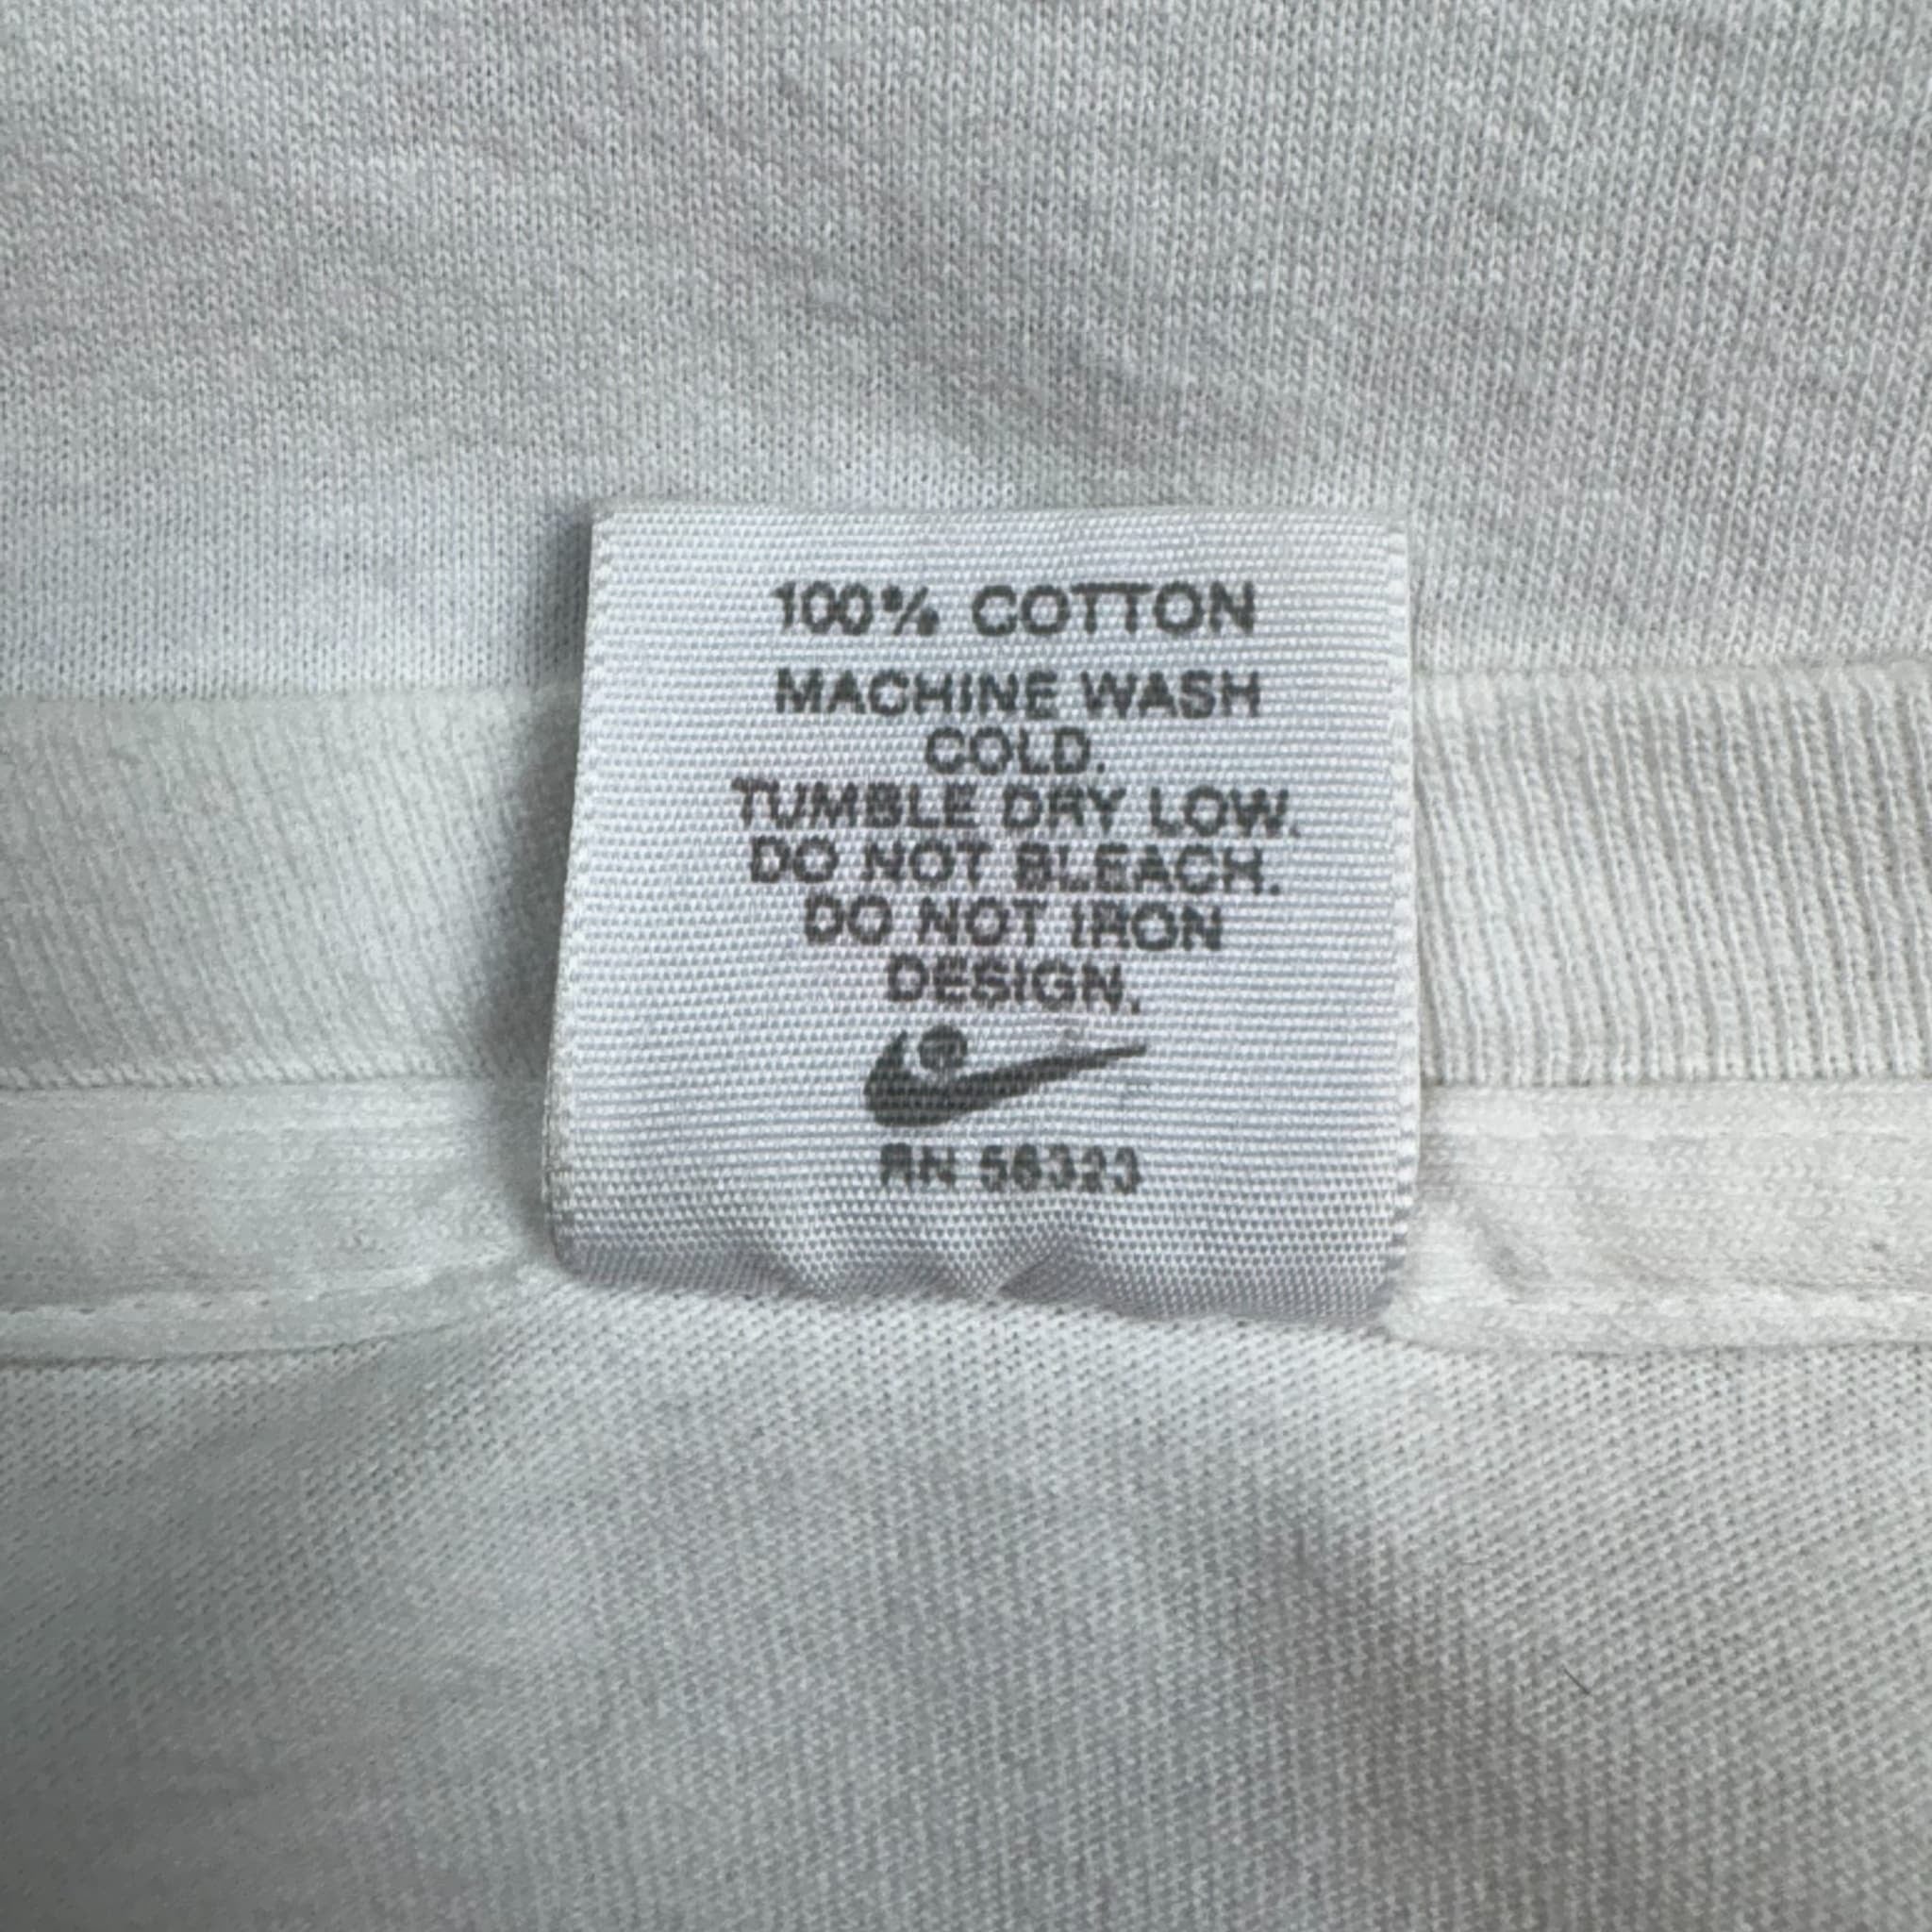 100% COTTON
MACHINE WASH
COLD.
TUMBLE DRY LOW.
DO NOT BLEACH.
DO NOT IRON
DESIGN.
RN 56323